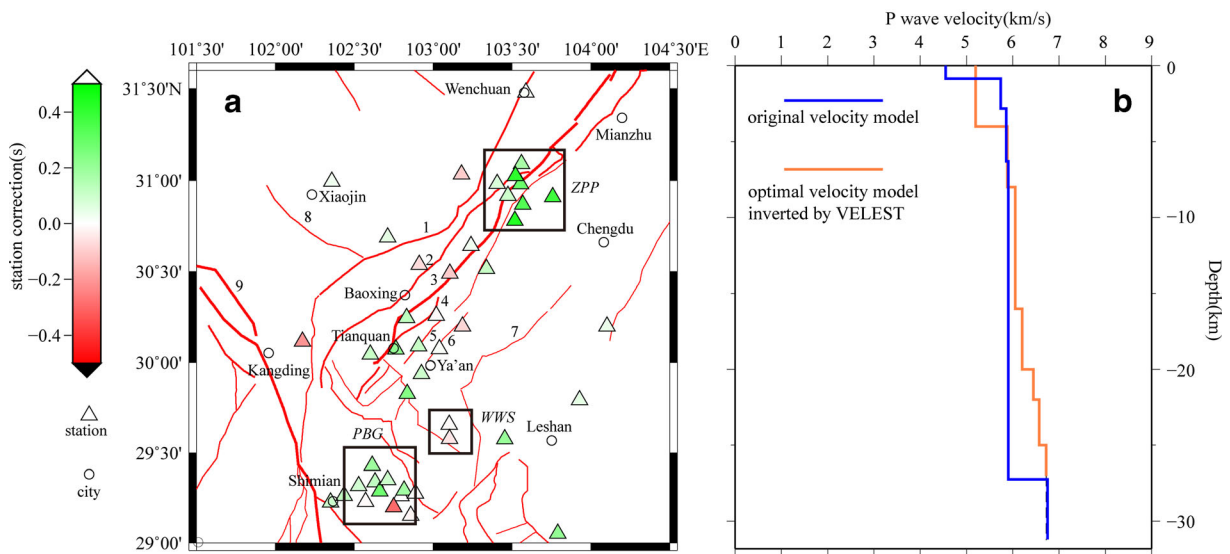 P wave velocity(km/s)
101°30' 102°00' 102°30' 103°00' 103°30' 104°00' 104°30'E
0 1 2 3 4 5 6 7 8 9
station correction(s)
0.4
0.2
0.0
−0.2
−0.4
station
city
31°30'N
31°00'
30°30'
30°00'
29°30'
29°00'
a
Wenchuan
Mianzhu
ZPP
Xiaojin
8
Chengdu
1
2
3
9
Baoxing
4
Tianquan
5
6
7
Kangding
Ya'an
WWS
PBG
Leshan
Shimian
b
original velocity model
optimal velocity model
inverted by VELEST
0
−10
−20
−30
Depth(km)